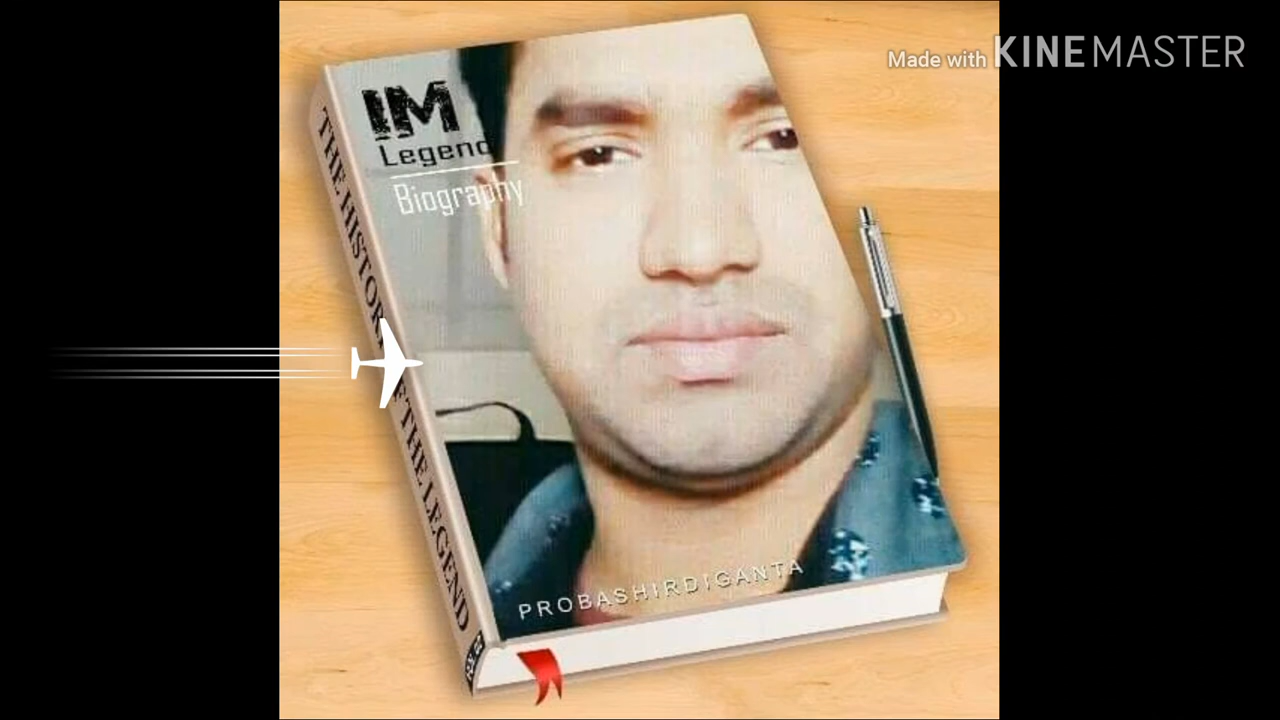 Made with KINEMASTER
IM
Legend
Biography
THE HISTORY OF THE LEGEND
PROBASHIRDIGANTA